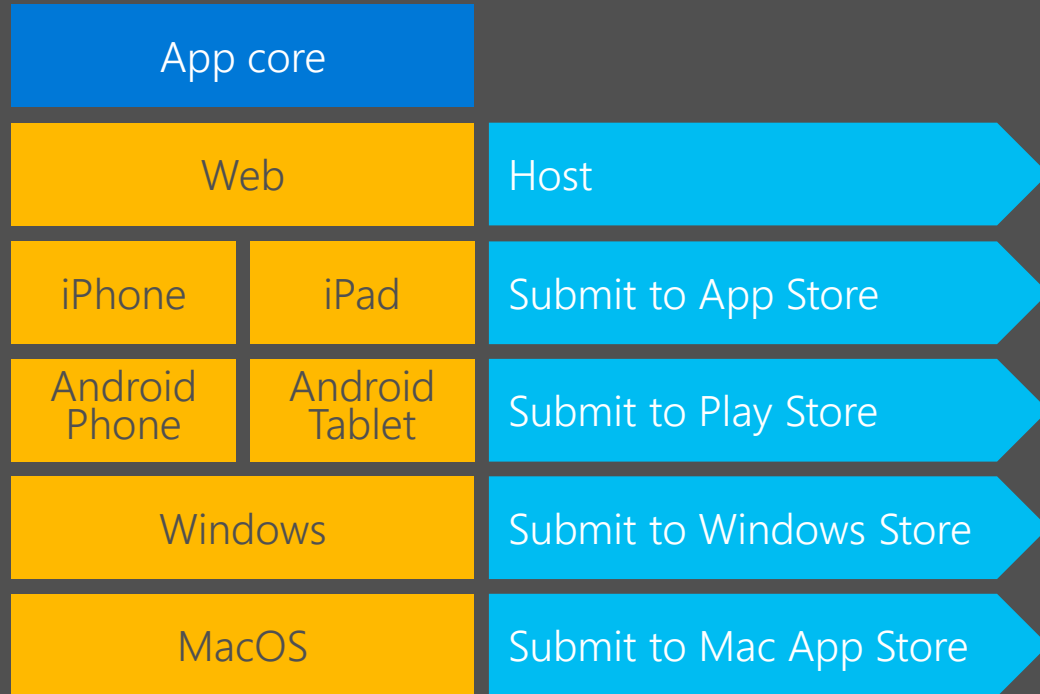 App core
Web
Host
iPhone
iPad
Submit to App Store
Android
Phone
Android
Tablet
Submit to Play Store
Windows
Submit to Windows Store
MacOS
Submit to Mac App Store